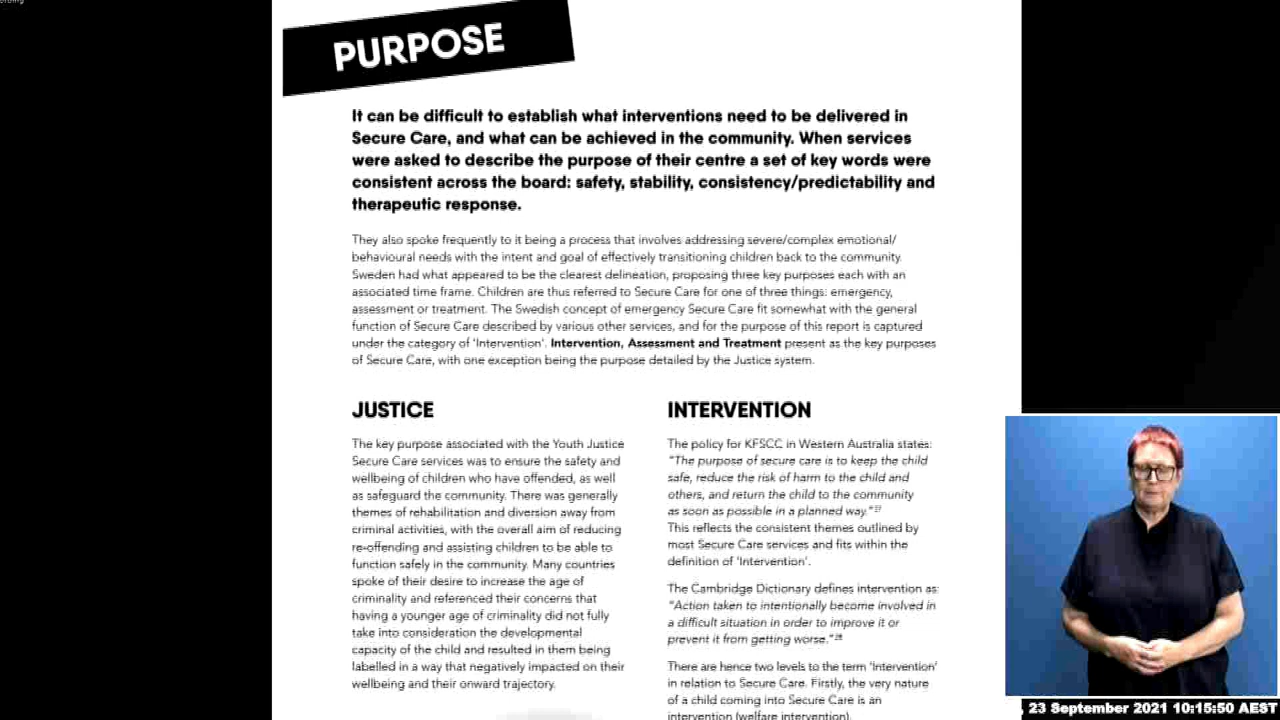 PURPOSE
It can be difficult to establish what interventions need to be delivered in
Secure Care, and what can be achieved in the community. When services
were asked to describe the purpose of their centre a set of key words were
consistent across the board: safety, stability, consistency/predictability and
therapeutic response.
They also spoke frequently to it being a process that involves addressing severe/complex emotional/
behavioural needs with the intent and goal of effectively transitioning children back to the community.
Sweden had what appeared to be the clearest delineation, proposing three key purposes each with an
associated time frame. Children are thus referred to Secure Care for one of three things: emergency,
assessment or treatment. The Swedish concept of emergency Secure Care fit somewhat with the general
function of Secure Care described by various other services, and for the purpose of this report is captured
under the category of 'Intervention'. Intervention, Assessment and Treatment present as the key purposes
of Secure Care, with one exception being the purpose detailed by the Justice system.
JUSTICE
The key purpose associated with the Youth Justice
Secure Care services was to ensure the safety and
wellbeing of children who have offended, as well
as safeguard the community. There was generally
themes of rehabilitation and diversion away from
criminal activities, with the overall aim of reducing
re-offending and assisting children to be able to
function safely in the community. Many countries
spoke of their desire to increase the age of
criminality and referenced their concerns that
having a younger age of criminality did not fully
take into consideration the developmental
capacity of the child and resulted in them being
labelled in a way that negatively impacted on their
wellbeing and their onward trajectory.
INTERVENTION
The policy for KFSCC in Western Australia states:
"The purpose of secure care is to keep the child
safe, reduce the risk of harm to the child and
others, and return the child to the community
as soon as possible in a planned way."
This reflects the consistent themes outlined by
most Secure Care services and fits within the
definition of 'Intervention'.
The Cambridge Dictionary defines intervention as:
"Action taken to intentionally become involved in
a difficult situation in order to improve it or
prevent it from getting worse."
There are hence two levels to the term 'Intervention'
in relation to Secure Care. Firstly, the very nature
of a child coming into Secure Care is an
intervention (welfare intervention).
, 23 September 2021 10:15:50 AEST